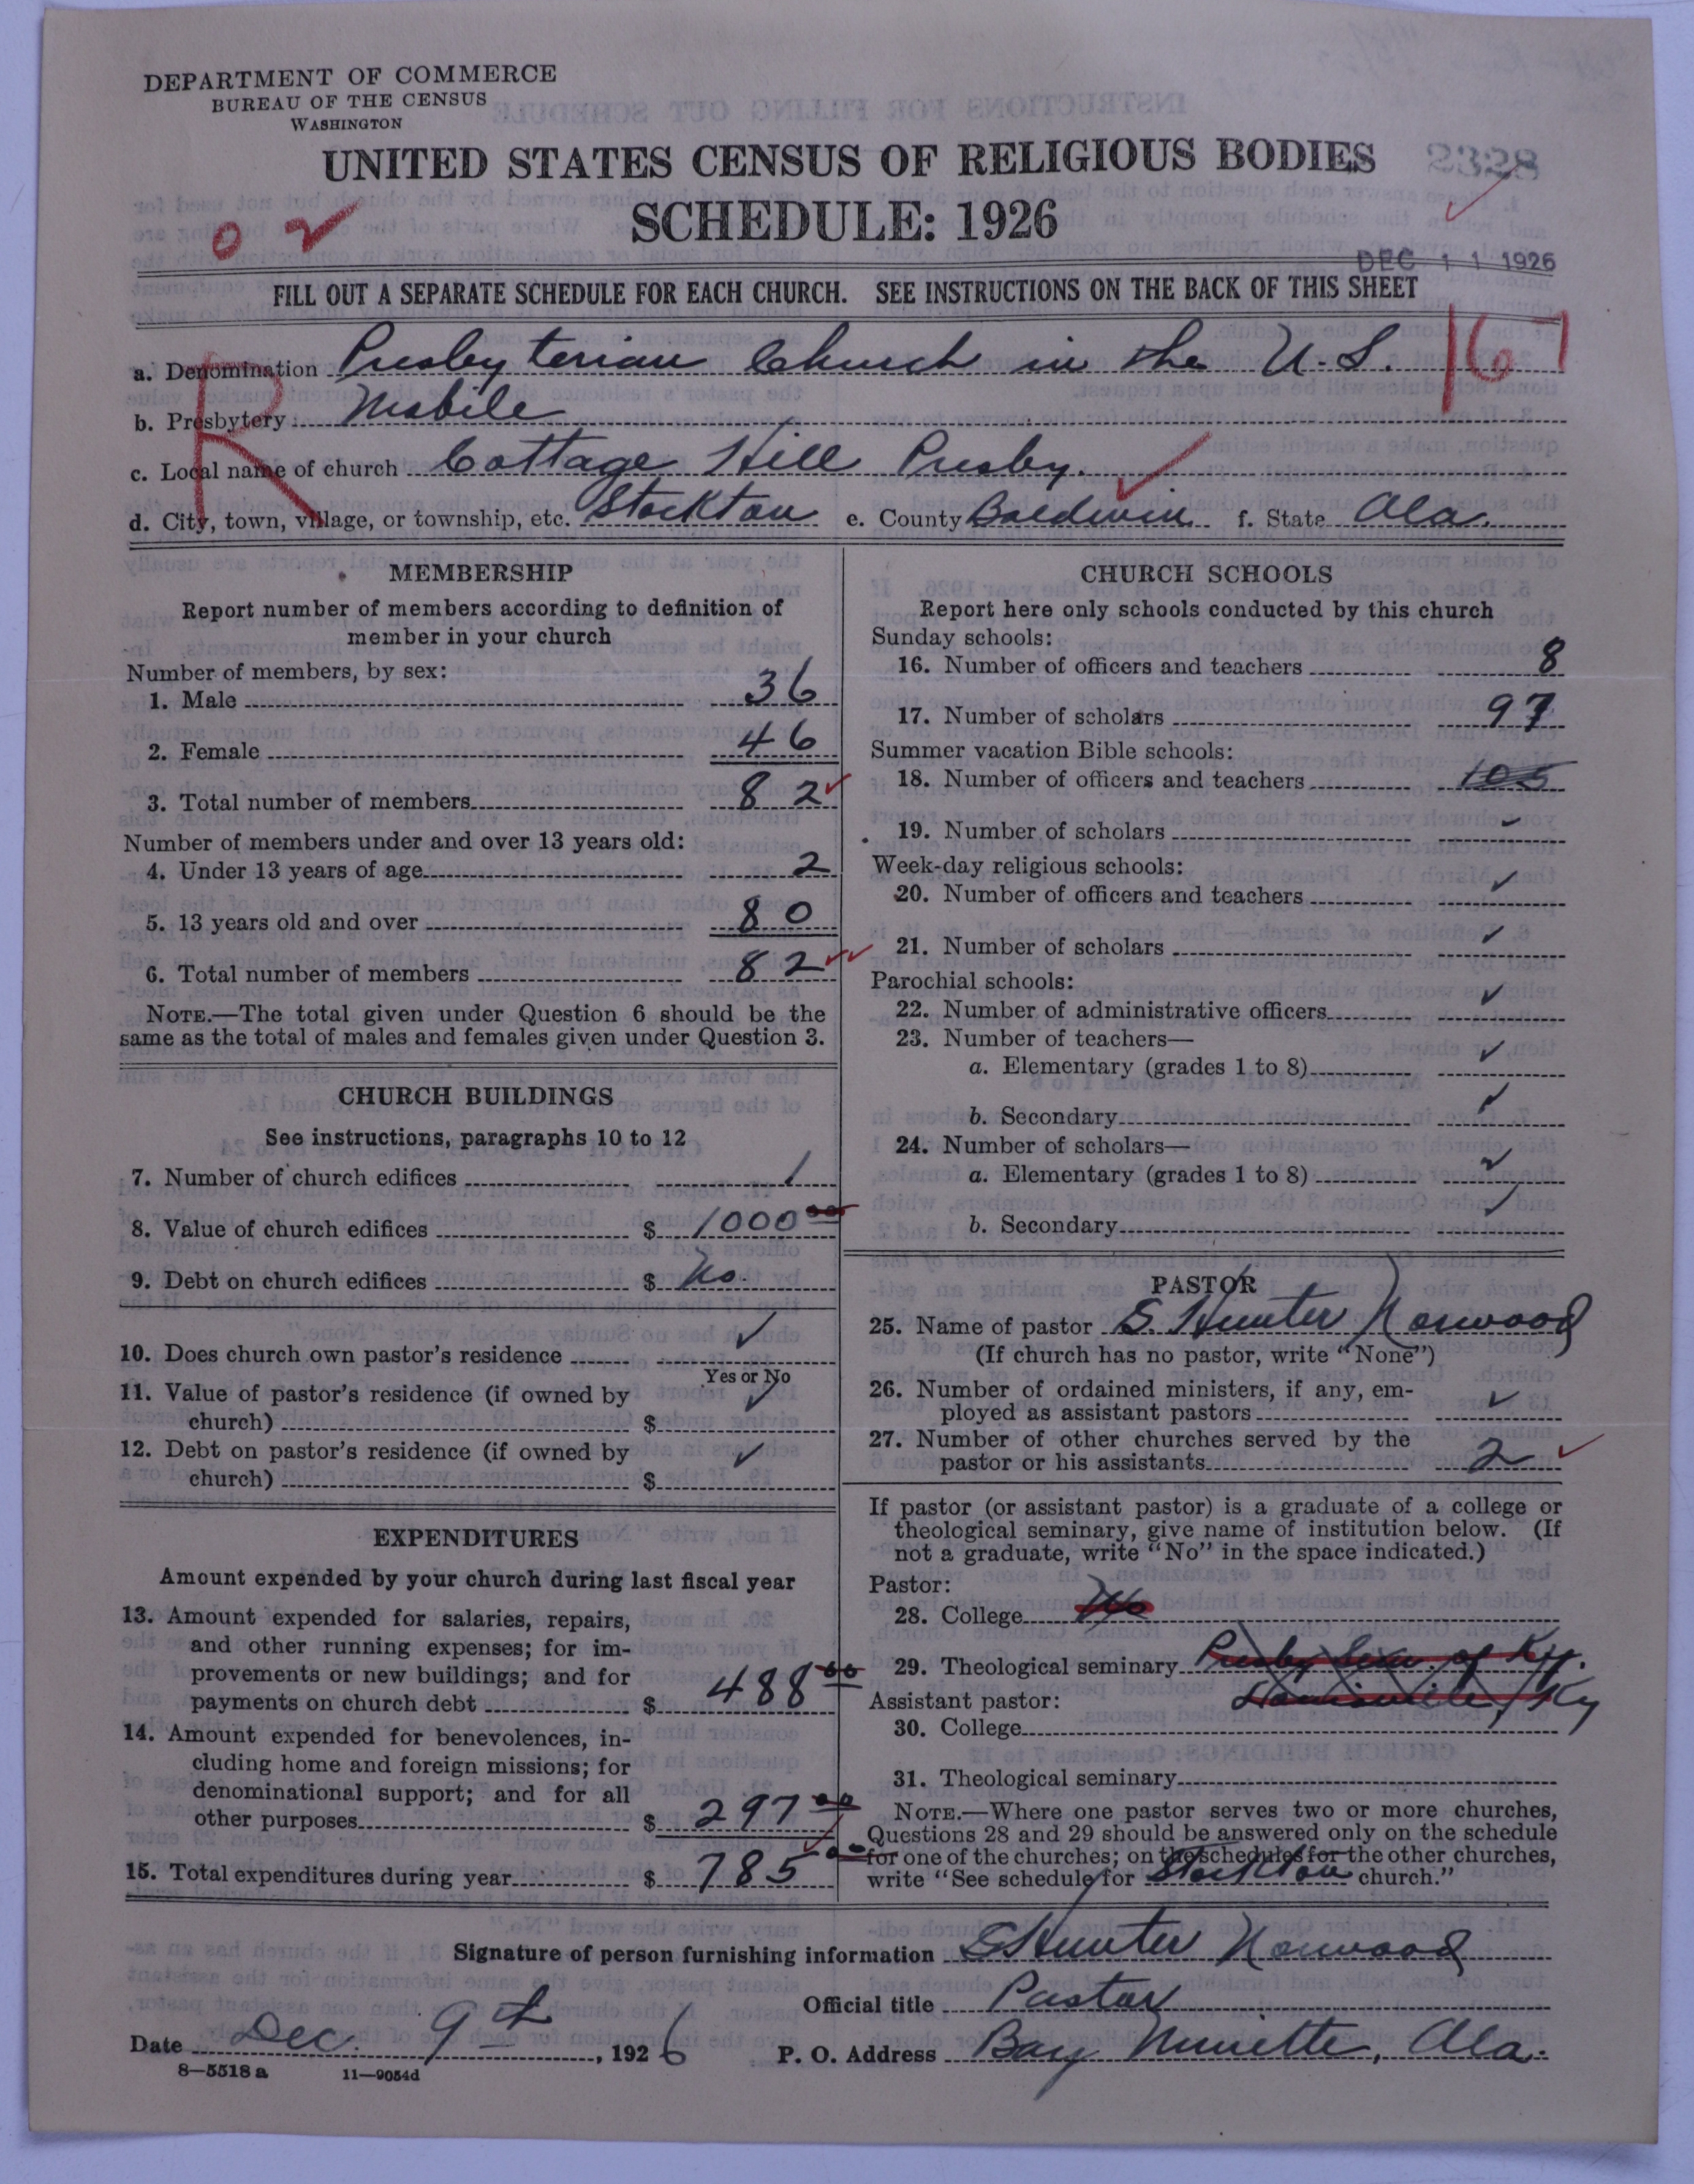 DEPARTMENT OF COMMERCE
BUREAU OF THE CENSUS
WASHINGTON
UNITED STATES CENSUS OF RELIGIOUS BODIES
2328
SCHEDULE: 1926
0 2
DEC 11 1926
FILL OUT A SEPARATE SCHEDULE FOR EACH CHURCH. SEE INSTRUCTIONS ON THE BACK OF THIS SHEET
a. Denomination Presbyterian Church in the U.S. 167
R
b. Presbytery Mobile
c. Local name of church Cottage Hill Presby.
d. City, town, village, or township, etc. Stockton e. County Baldwin f. State Ala.
MEMBERSHIP
Report number of members according to definition of
member in your church
Number of members, by sex:
1. Male 36
2. Female 46
3. Total number of members 82 ✓
Number of members under and over 13 years old:
4. Under 13 years of age 2
5. 13 years old and over 80
6. Total number of members 82 ✓✓
NOTE.—The total given under Question 6 should be the
same as the total of males and females given under Question 3.
CHURCH BUILDINGS
See instructions, paragraphs 10 to 12
7. Number of church edifices 1
8. Value of church edifices $ 1000 00
9. Debt on church edifices $ No.
10. Does church own pastor's residence ✓
Yes or No
11. Value of pastor's residence (if owned by
church) $ ✓
12. Debt on pastor's residence (if owned by
church) $ ✓
EXPENDITURES
Amount expended by your church during last fiscal year
13. Amount expended for salaries, repairs,
and other running expenses; for im-
provements or new buildings; and for
payments on church debt $ 488 00
14. Amount expended for benevolences, in-
cluding home and foreign missions; for
denominational support; and for all
other purposes $ 297 00
15. Total expenditures during year $ 785 00
CHURCH SCHOOLS
Report here only schools conducted by this church
Sunday schools:
16. Number of officers and teachers 8
17. Number of scholars 97
Summer vacation Bible schools:
18. Number of officers and teachers 105
19. Number of scholars ✓
Week-day religious schools:
20. Number of officers and teachers ✓
21. Number of scholars ✓
Parochial schools:
22. Number of administrative officers ✓
23. Number of teachers—
a. Elementary (grades 1 to 8) ✓
b. Secondary ✓
24. Number of scholars—
a. Elementary (grades 1 to 8) ✓
b. Secondary ✓
PASTOR
25. Name of pastor S. Hunter Norwood
(If church has no pastor, write "None")
26. Number of ordained ministers, if any, em-
ployed as assistant pastors ✓
27. Number of other churches served by the
pastor or his assistants 2 ✓
If pastor (or assistant pastor) is a graduate of a college or
theological seminary, give name of institution below. (If
not a graduate, write "No" in the space indicated.)
Pastor:
28. College No
29. Theological seminary Presby Sem. of Ky.
Assistant pastor: Louisville, Ky
30. College
31. Theological seminary
NOTE.—Where one pastor serves two or more churches,
Questions 28 and 29 should be answered only on the schedule
for one of the churches; on the schedules for the other churches,
write "See schedule for Stockton church."
Signature of person furnishing information S Hunter Norwood
Official title Pastor
Date Dec. 9th, 1926 P. O. Address Bay Minette, Ala.
8—5518 a 11—9054d